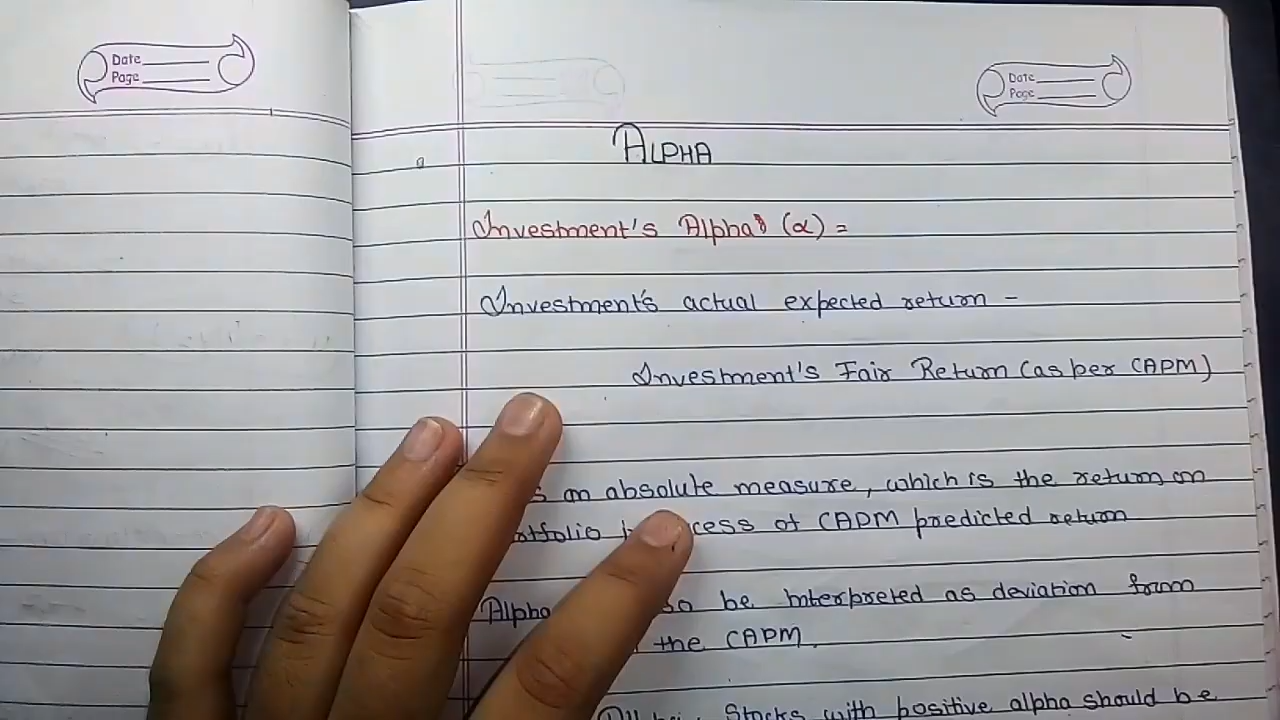 Date
Page
Date
Page
ALPHA
Investment's Alpha (α) =
Investment's actual expected return -
Investment's Fair Return (as per CAPM)
an absolute measure, which is the return on
of CAPM predicted return
Alpha be interpreted as deviation from
the CAPM.
Stocks with positive alpha should be